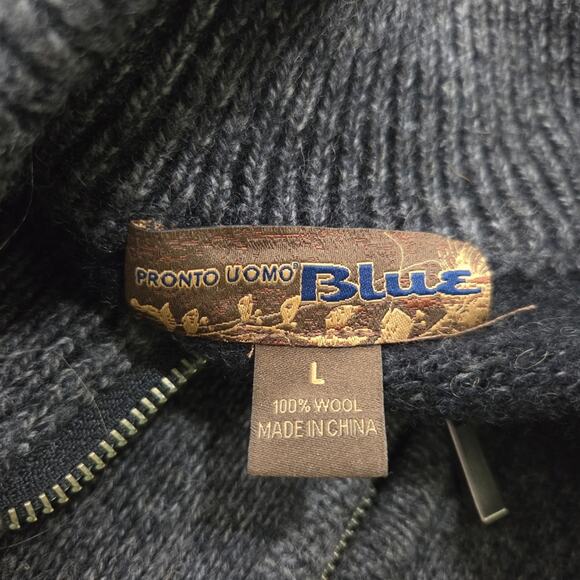 PRONTO UOMO® BLUE
L
100% WOOL
MADE IN CHINA